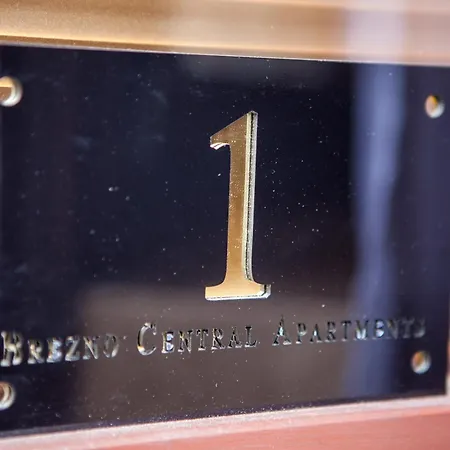 1
Brezno Central Apartments